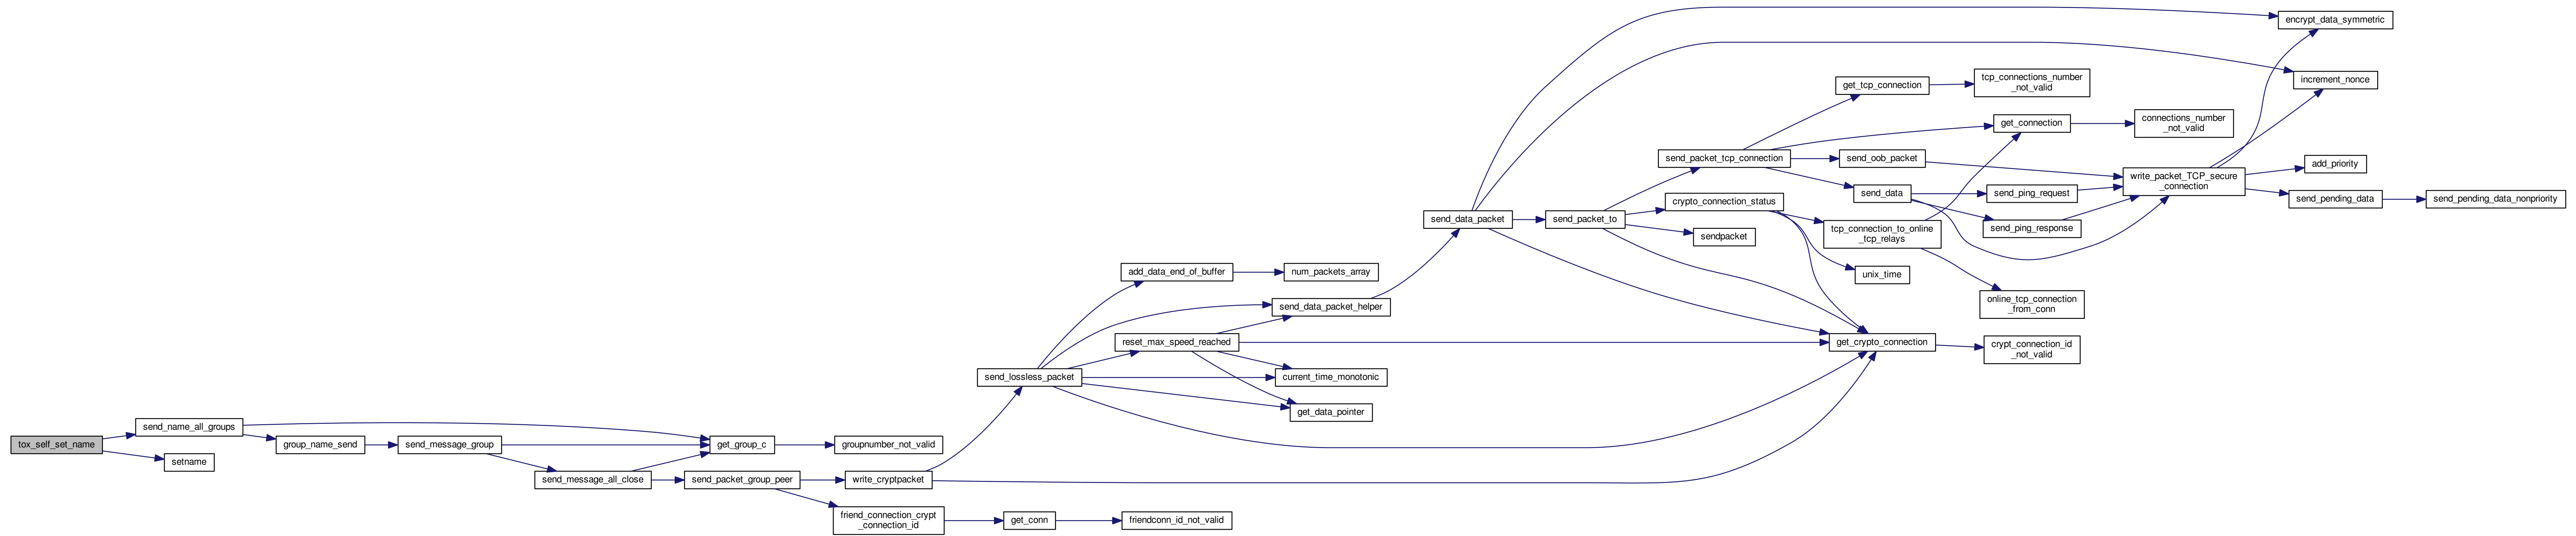 tox_self_set_name
send_name_all_groups
setname
group_name_send
send_message_group
send_message_all_close
get_group_c
send_packet_group_peer
groupnumber_not_valid
write_cryptpacket
friend_connection_crypt
_connection_id
get_conn
friendconn_id_not_valid
send_lossless_packet
add_data_end_of_buffer
num_packets_array
send_data_packet_helper
reset_max_speed_reached
current_time_monotonic
get_data_pointer
send_data_packet
send_packet_to
send_packet_tcp_connection
crypto_connection_status
sendpacket
get_tcp_connection
tcp_connections_number
_not_valid
get_connection
connections_number
_not_valid
send_oob_packet
send_data
send_ping_request
send_ping_response
tcp_connection_to_online
_tcp_relays
unix_time
online_tcp_connection
_from_conn
get_crypto_connection
crypt_connection_id
_not_valid
write_packet_TCP_secure
_connection
encrypt_data_symmetric
increment_nonce
add_priority
send_pending_data
send_pending_data_nonpriority